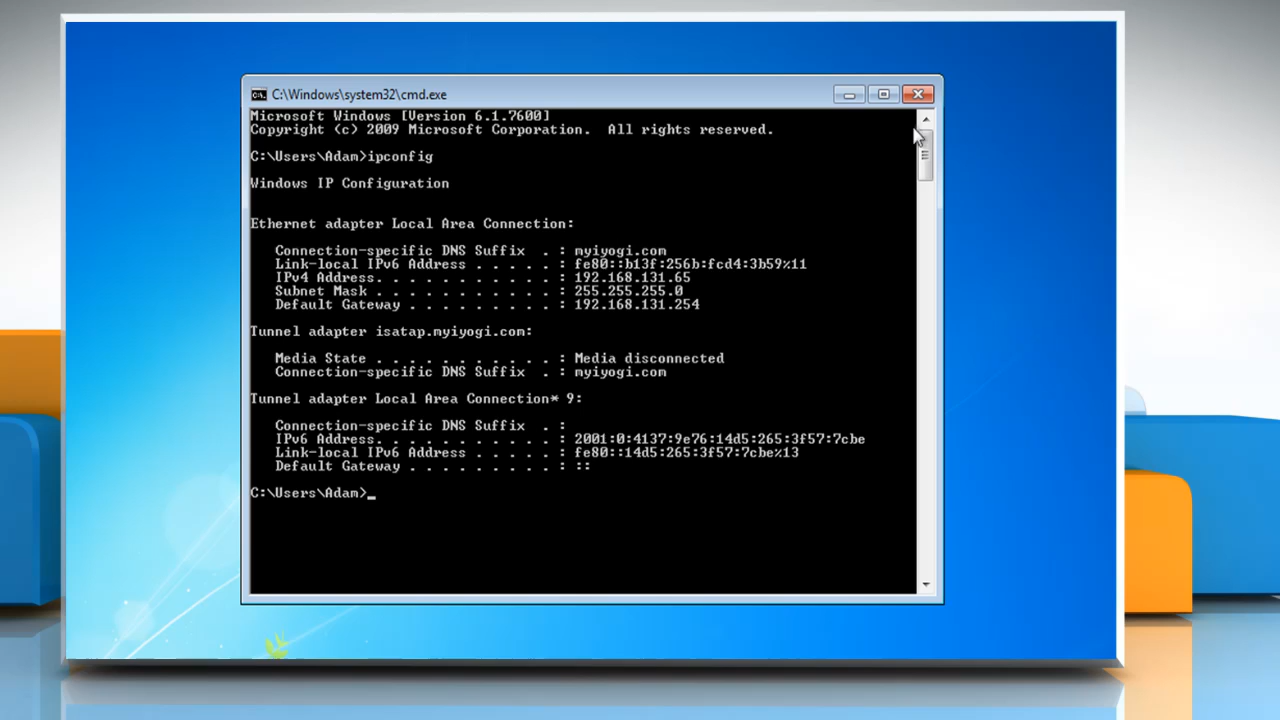 C:\Windows\system32\cmd.exe
Microsoft Windows [Version 6.1.7600]
Copyright (c) 2009 Microsoft Corporation.  All rights reserved.
C:\Users\Adam>ipconfig
Windows IP Configuration
Ethernet adapter Local Area Connection:
Connection-specific DNS Suffix  . : myiyogi.com
Link-local IPv6 Address . . . . . : fe80::b13f:256b:fcd4:3b59%11
IPv4 Address. . . . . . . . . . . : 192.168.131.65
Subnet Mask . . . . . . . . . . . : 255.255.255.0
Default Gateway . . . . . . . . . : 192.168.131.254
Tunnel adapter isatap.myiyogi.com:
Media State . . . . . . . . . . . : Media disconnected
Connection-specific DNS Suffix  . : myiyogi.com
Tunnel adapter Local Area Connection* 9:
Connection-specific DNS Suffix  . :
IPv6 Address. . . . . . . . . . . : 2001:0:4137:9e76:14d5:265:3f57:7cbe
Link-local IPv6 Address . . . . . : fe80::14d5:265:3f57:7cbe%13
Default Gateway . . . . . . . . . : ::
C:\Users\Adam>_